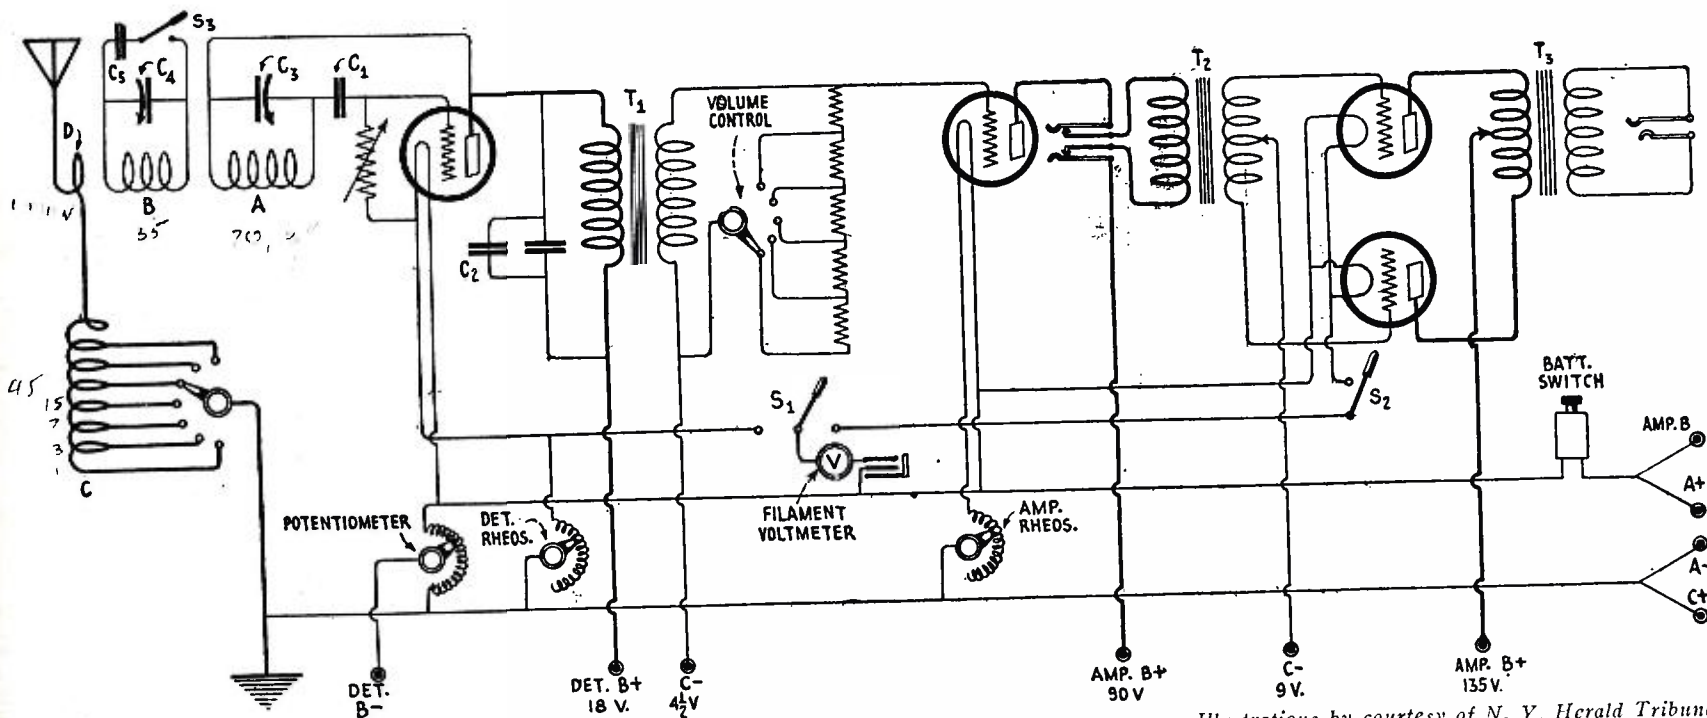 S3
C5
C4
C3
C1
D
B
A
35
T1
VOLUME
CONTROL
T2
T3
C2
45
15
7
3
1
C
S1
V
S2
BATT.
SWITCH
AMP. B
A+
A-
C+
POTENTIOMETER
DET.
RHEOS.
FILAMENT
VOLTMETER
AMP.
RHEOS.
DET.
B-
DET. B+
18 V.
C-
4½V
AMP. B+
90 V
C-
9 V.
AMP. B+
135 V.
Illustrations by courtesy of N. Y. Herald Tribune